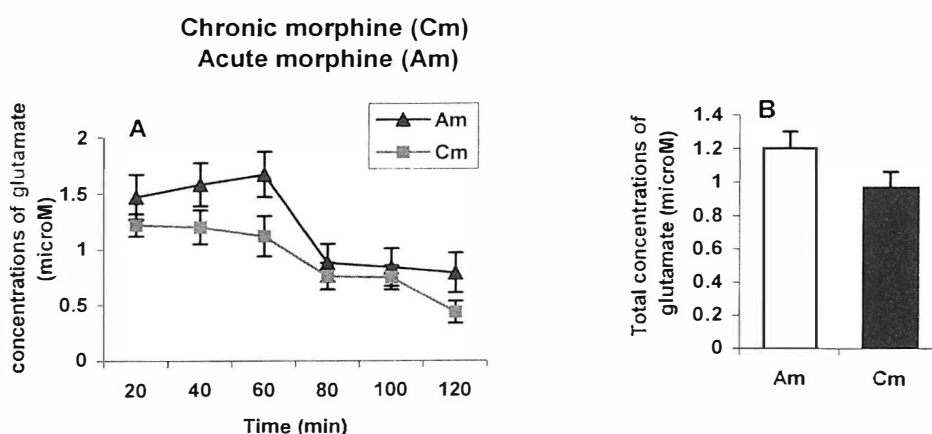 Chronic morphine (Cm)
Acute morphine (Am)
A
Am
Cm
concentrations of glutamate
(microM)
2
1.5
1
0.5
0
20 40 60 80 100 120
Time (min)
B
Total concentrations of
glutamate (microM)
1.4
1.2
1
0.8
0.6
0.4
0.2
0
Am Cm